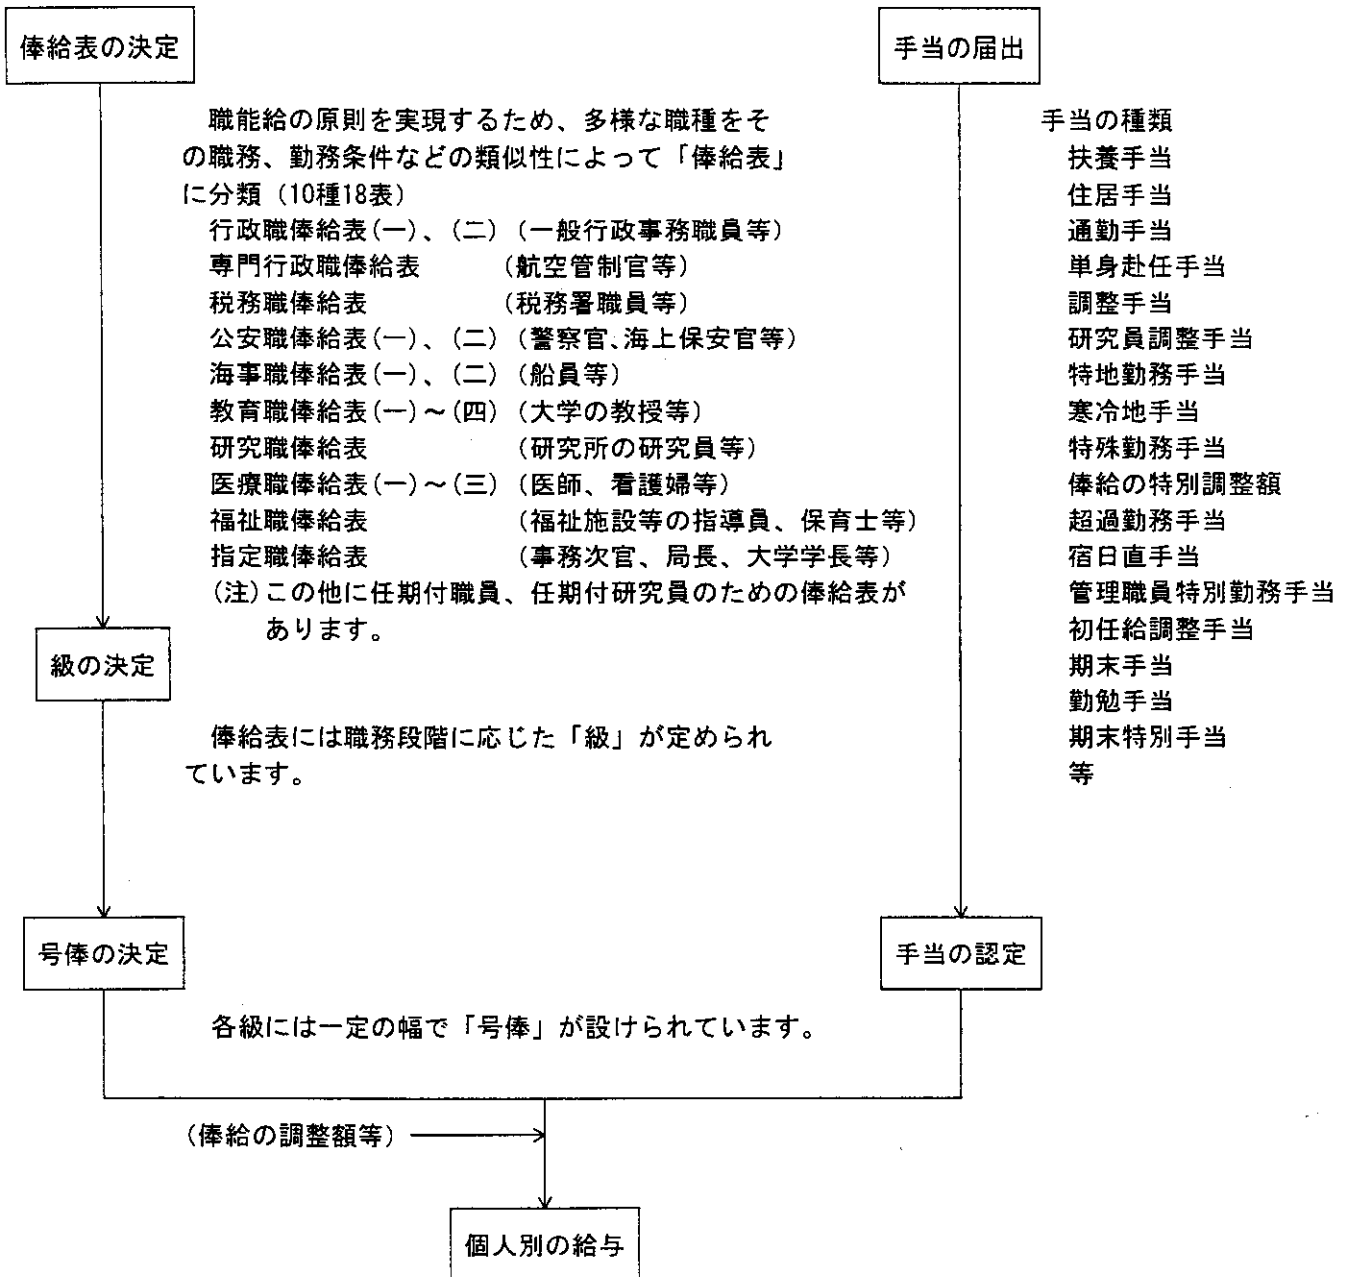 俸給表の決定
職能給の原則を実現するため、多様な職種をそ
の職務、勤務条件などの類似性によって「俸給表」
に分類（10種18表）
行政職俸給表(一)、(二)（一般行政事務職員等）
専門行政職俸給表（航空管制官等）
税務職俸給表（税務署職員等）
公安職俸給表(一)、(二)（警察官、海上保安官等）
海事職俸給表(一)、(二)（船員等）
教育職俸給表(一)～(四)（大学の教授等）
研究職俸給表（研究所の研究員等）
医療職俸給表(一)～(三)（医師、看護婦等）
福祉職俸給表（福祉施設等の指導員、保育士等）
指定職俸給表（事務次官、局長、大学学長等）
(注)この他に任期付職員、任期付研究員のための俸給表が
あります。
級の決定
俸給表には職務段階に応じた「級」が定められ
ています。
号俸の決定
各級には一定の幅で「号俸」が設けられています。
手当の届出
手当の種類
扶養手当
住居手当
通勤手当
単身赴任手当
調整手当
研究員調整手当
特地勤務手当
寒冷地手当
特殊勤務手当
俸給の特別調整額
超過勤務手当
宿日直手当
管理職員特別勤務手当
初任給調整手当
期末手当
勤勉手当
期末特別手当
等
手当の認定
（俸給の調整額等）
個人別の給与